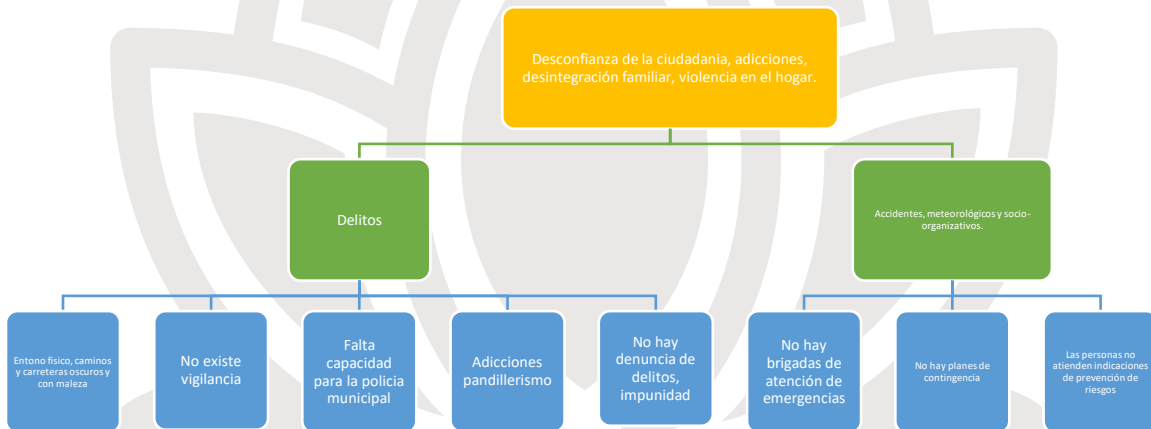 Desconfianza de la ciudadania, adicciones,
desintegración familiar, violencia en el hogar.
Delitos
Accidentes, meteorológicos y socio-
organizativos.
Entono fisico, caminos
y carreteras oscuros y
con maleza
No existe
vigilancia
Falta
capacidad
para la policia
municipal
Adicciones
pandillerismo
No hay
denuncia de
delitos,
impunidad
No hay
brigadas de
atención de
emergencias
No hay planes de
contingencia
Las personas no
atienden indicaciones
de prevención de
riesgos